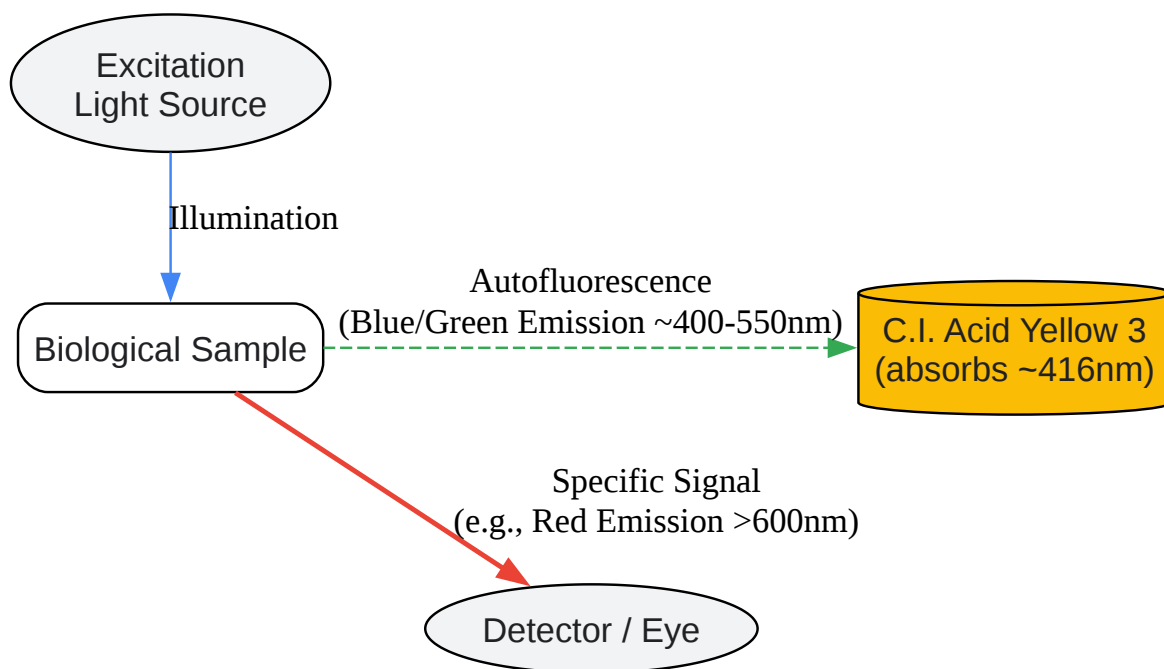 Excitation
Light Source
Illumination
Autofluorescence
(Blue/Green Emission ~400-550nm)
Biological Sample
C.I. Acid Yellow 3
(absorbs ~416nm)
Specific Signal
(e.g., Red Emission >600nm)
Detector / Eye